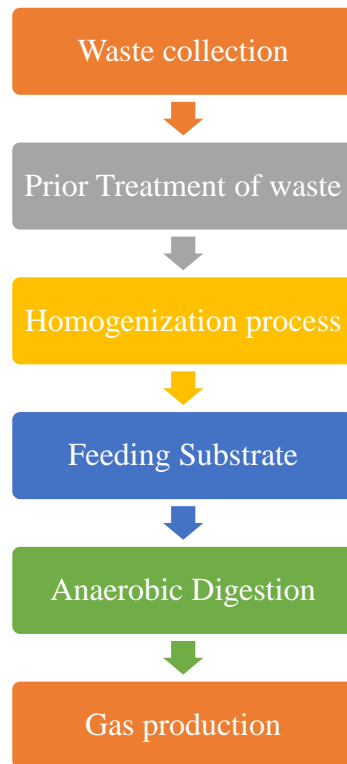 Waste collection
Prior Treatment of waste
Homogenization process
Feeding Substrate
Anaerobic Digestion
Gas production